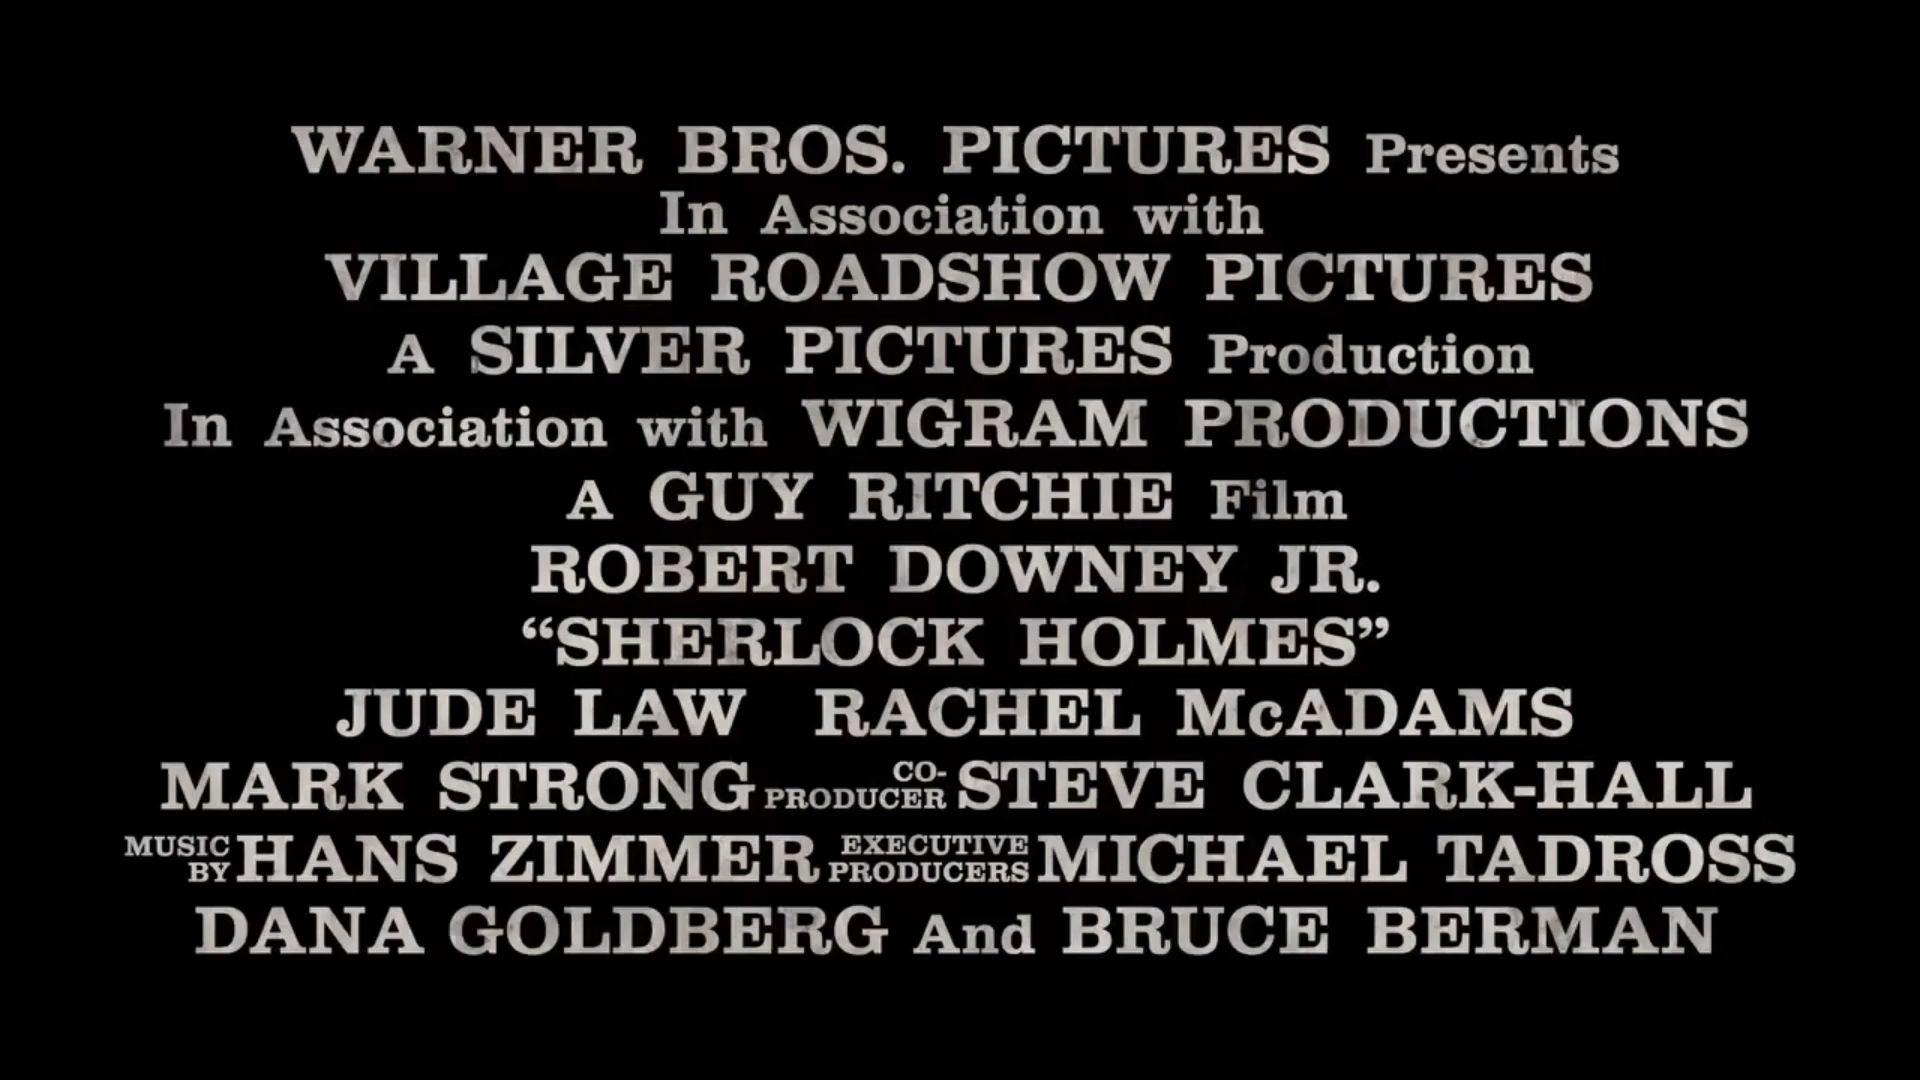 WARNER BROS. PICTURES Presents
In Association with
VILLAGE ROADSHOW PICTURES
A SILVER PICTURES Production
In Association with WIGRAM PRODUCTIONS
A GUY RITCHIE Film
ROBERT DOWNEY JR.
“SHERLOCK HOLMES”
JUDE LAW RACHEL McADAMS
MARK STRONG CO-PRODUCER STEVE CLARK-HALL
MUSIC BY HANS ZIMMER EXECUTIVE PRODUCERS MICHAEL TADROSS
DANA GOLDBERG And BRUCE BERMAN